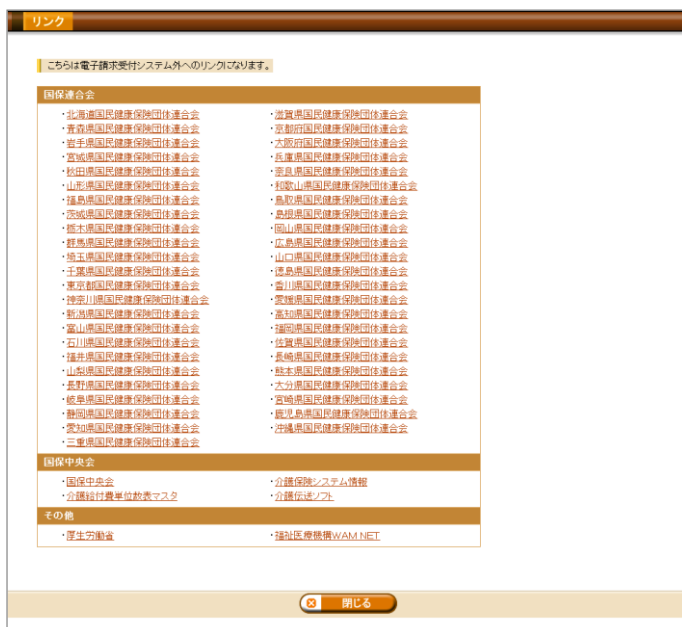 リンク
こちらは電子請求受付システム外へのリンクになります。
国保連合会
・北海道国民健康保険団体連合会
・青森県国民健康保険団体連合会
・岩手県国民健康保険団体連合会
・宮城県国民健康保険団体連合会
・秋田県国民健康保険団体連合会
・山形県国民健康保険団体連合会
・福島県国民健康保険団体連合会
・茨城県国民健康保険団体連合会
・栃木県国民健康保険団体連合会
・群馬県国民健康保険団体連合会
・埼玉県国民健康保険団体連合会
・千葉県国民健康保険団体連合会
・東京都国民健康保険団体連合会
・神奈川県国民健康保険団体連合会
・新潟県国民健康保険団体連合会
・富山県国民健康保険団体連合会
・石川県国民健康保険団体連合会
・福井県国民健康保険団体連合会
・山梨県国民健康保険団体連合会
・長野県国民健康保険団体連合会
・岐阜県国民健康保険団体連合会
・静岡県国民健康保険団体連合会
・愛知県国民健康保険団体連合会
・三重県国民健康保険団体連合会
・滋賀県国民健康保険団体連合会
・京都府国民健康保険団体連合会
・大阪府国民健康保険団体連合会
・兵庫県国民健康保険団体連合会
・奈良県国民健康保険団体連合会
・和歌山県国民健康保険団体連合会
・鳥取県国民健康保険団体連合会
・島根県国民健康保険団体連合会
・岡山県国民健康保険団体連合会
・広島県国民健康保険団体連合会
・山口県国民健康保険団体連合会
・徳島県国民健康保険団体連合会
・香川県国民健康保険団体連合会
・愛媛県国民健康保険団体連合会
・高知県国民健康保険団体連合会
・福岡県国民健康保険団体連合会
・佐賀県国民健康保険団体連合会
・長崎県国民健康保険団体連合会
・熊本県国民健康保険団体連合会
・大分県国民健康保険団体連合会
・宮崎県国民健康保険団体連合会
・鹿児島県国民健康保険団体連合会
・沖縄県国民健康保険団体連合会
国保中央会
・国保中央会
・介護給付費単位数表マスタ
・介護保険システム情報
・介護伝送ソフト
その他
・厚生労働省
・福祉医療機構WAM NET
閉じる